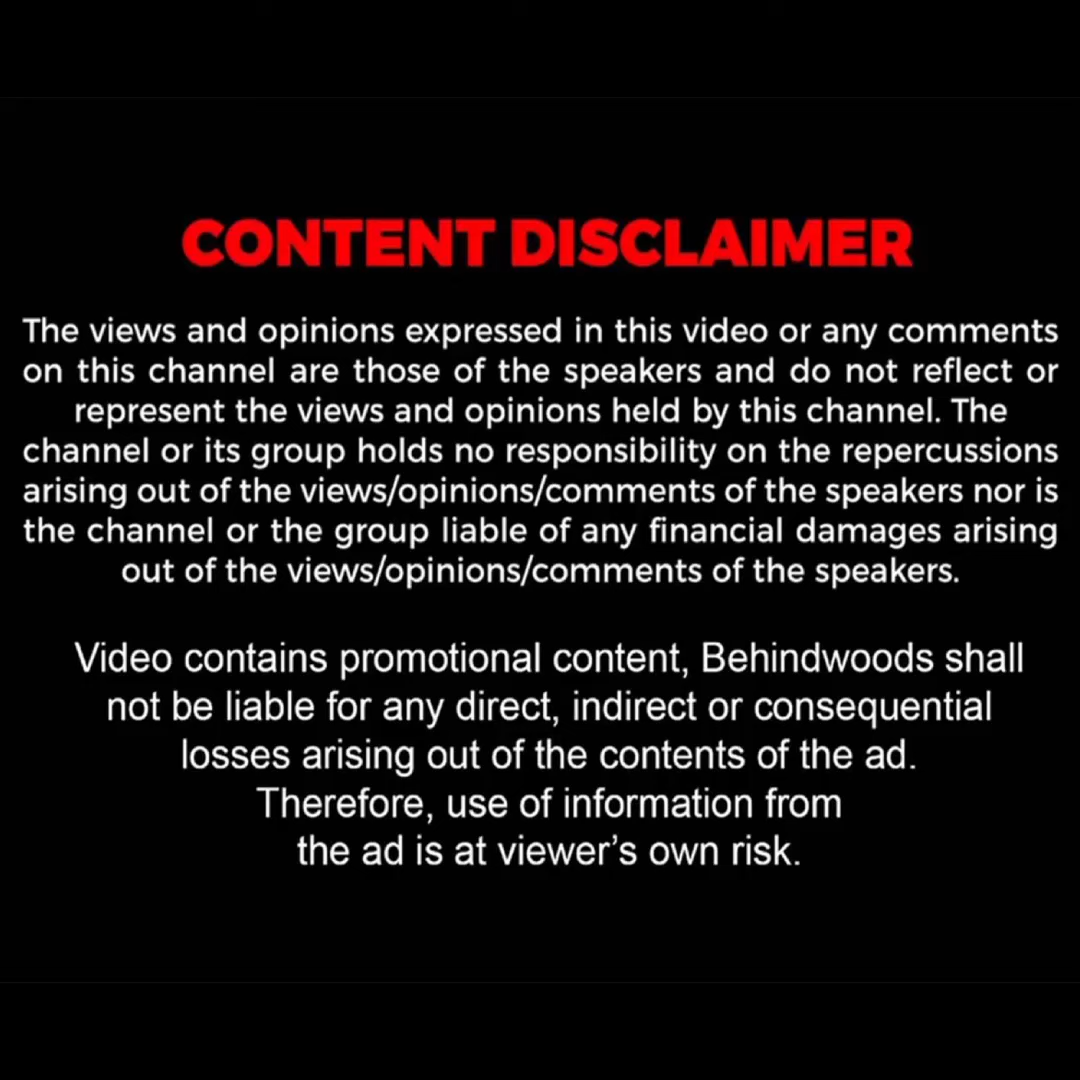 CONTENT DISCLAIMER
The views and opinions expressed in this video or any comments
on this channel are those of the speakers and do not reflect or
represent the views and opinions held by this channel. The
channel or its group holds no responsibility on the repercussions
arising out of the views/opinions/comments of the speakers nor is
the channel or the group liable of any financial damages arising
out of the views/opinions/comments of the speakers.
Video contains promotional content, Behindwoods shall
not be liable for any direct, indirect or consequential
losses arising out of the contents of the ad.
Therefore, use of information from
the ad is at viewer’s own risk.